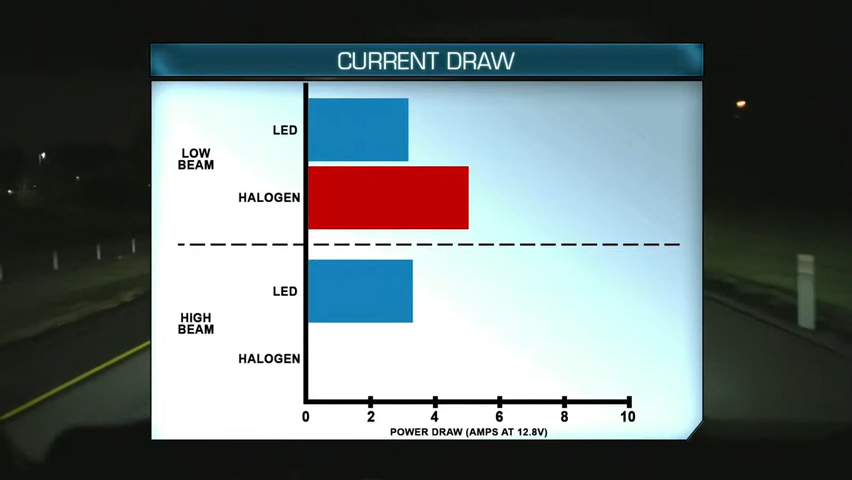 CURRENT DRAW
LED
LOW
BEAM
HALOGEN
LED
HIGH
BEAM
HALOGEN
0 2 4 6 8 10
POWER DRAW (AMPS AT 12.8V)